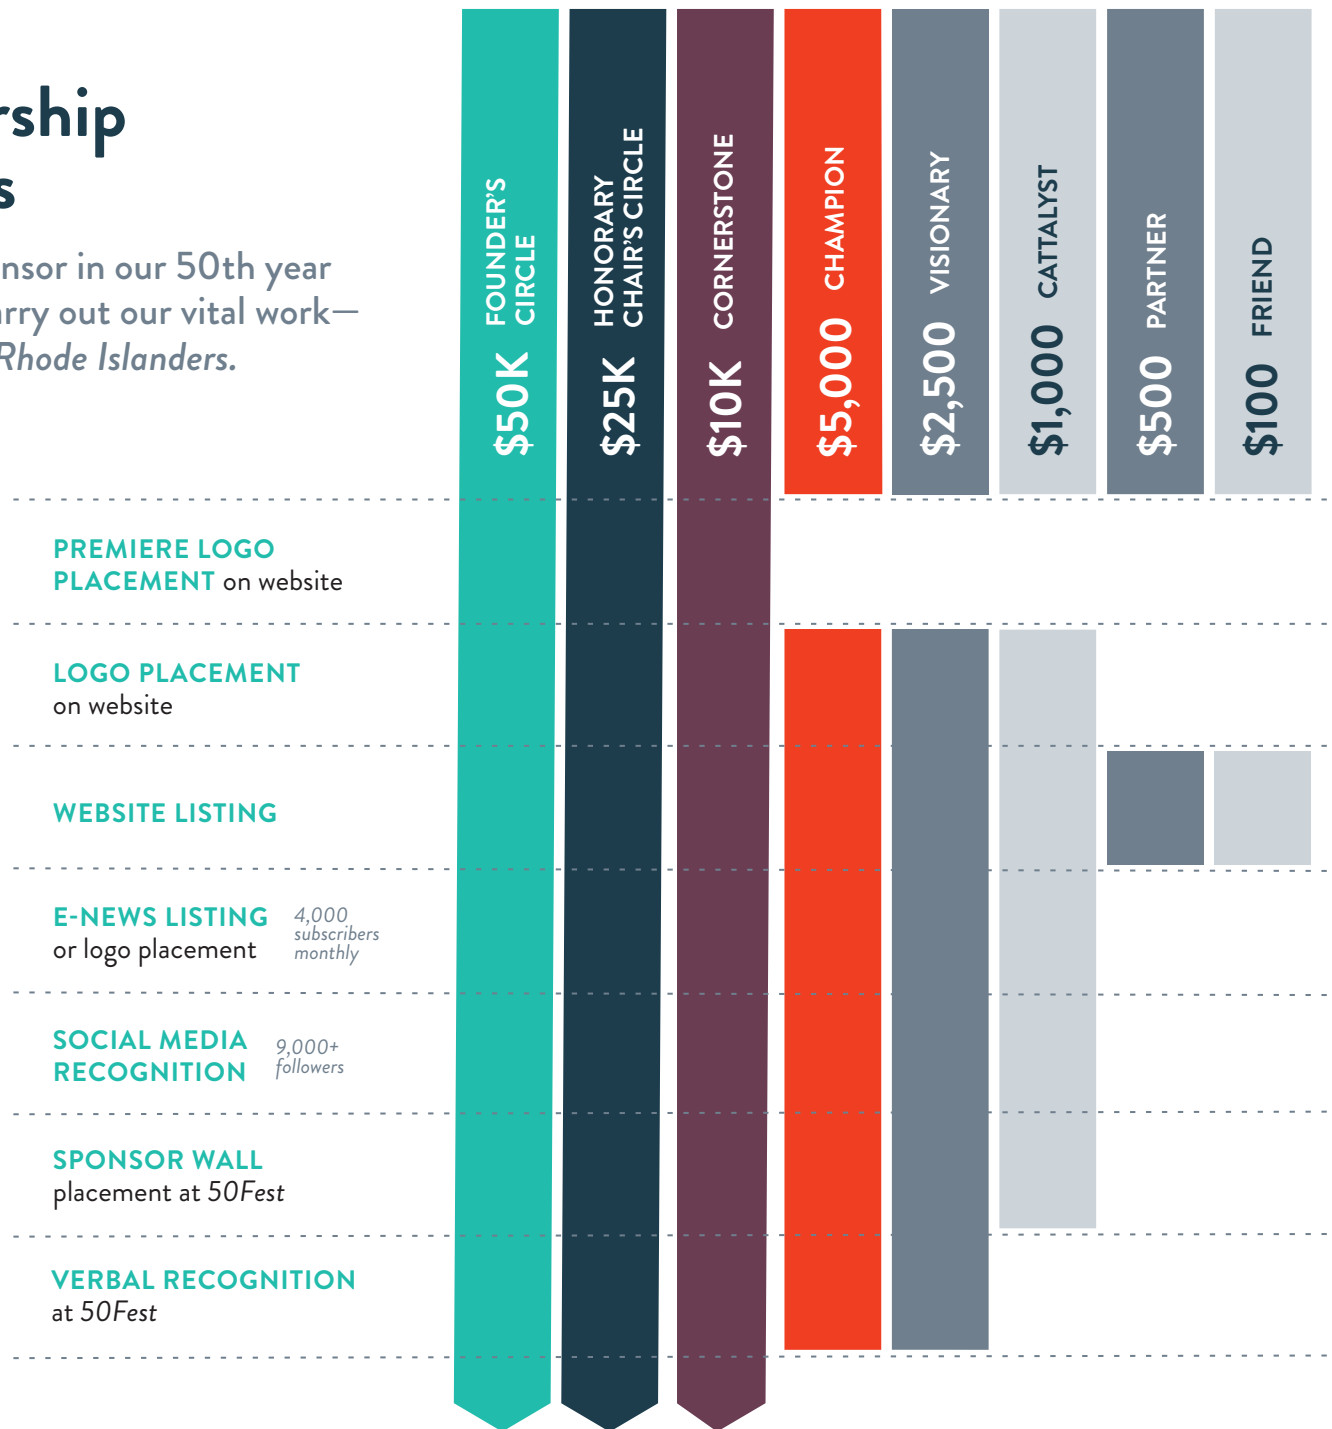 rship
s
nsor in our 50th year
arry out our vital work—
Rhode Islanders.
$50K FOUNDER'S
CIRCLE
$25K HONORARY
CHAIR'S CIRCLE
$10K CORNERSTONE
$5,000 CHAMPION
$2,500 VISIONARY
$1,000 CATTALYST
$500 PARTNER
$100 FRIEND
PREMIERE LOGO
PLACEMENT on website
LOGO PLACEMENT
on website
WEBSITE LISTING
E-NEWS LISTING
or logo placement
4,000
subscribers
monthly
SOCIAL MEDIA
RECOGNITION
9,000+
followers
SPONSOR WALL
placement at 50Fest
VERBAL RECOGNITION
at 50Fest